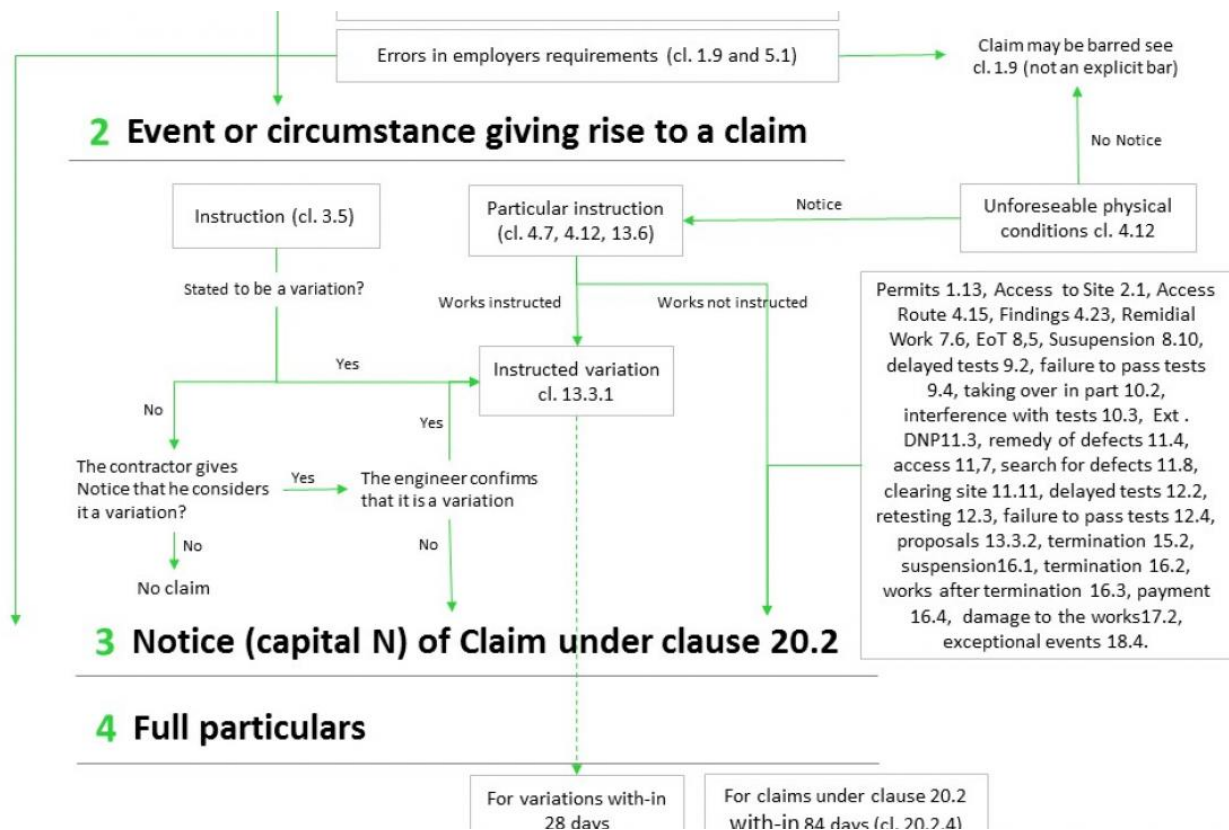 Errors in employers requirements (cl. 1.9 and 5.1)
Claim may be barred see
cl. 1.9 (not an explicit bar)
2 Event or circumstance giving rise to a claim
No Notice
Instruction (cl. 3.5)
Particular instruction
(cl. 4.7, 4.12, 13.6)
Notice
Unforeseable physical
conditions cl. 4.12
Stated to be a variation?
Works instructed
Works not instructed
Permits 1.13, Access to Site 2.1, Access
Route 4.15, Findings 4.23, Remidial
Work 7.6, EoT 8,5, Susupension 8.10,
delayed tests 9.2, failure to pass tests
9.4, taking over in part 10.2,
interference with tests 10.3, Ext .
DNP11.3, remedy of defects 11.4,
access 11,7, search for defects 11.8,
clearing site 11.11, delayed tests 12.2,
retesting 12.3, failure to pass tests 12.4,
proposals 13.3.2, termination 15.2,
suspension16.1, termination 16.2,
works after termination 16.3, payment
16.4, damage to the works17.2,
exceptional events 18.4.
Yes
Instructed variation
cl. 13.3.1
No
Yes
The contractor gives
Notice that he considers
it a variation?
Yes
The engineer confirms
that it is a variation
No
No
No claim
3 Notice (capital N) of Claim under clause 20.2
4 Full particulars
For variations with-in
28 days
For claims under clause 20.2
with-in 84 days (cl. 20.2.4)